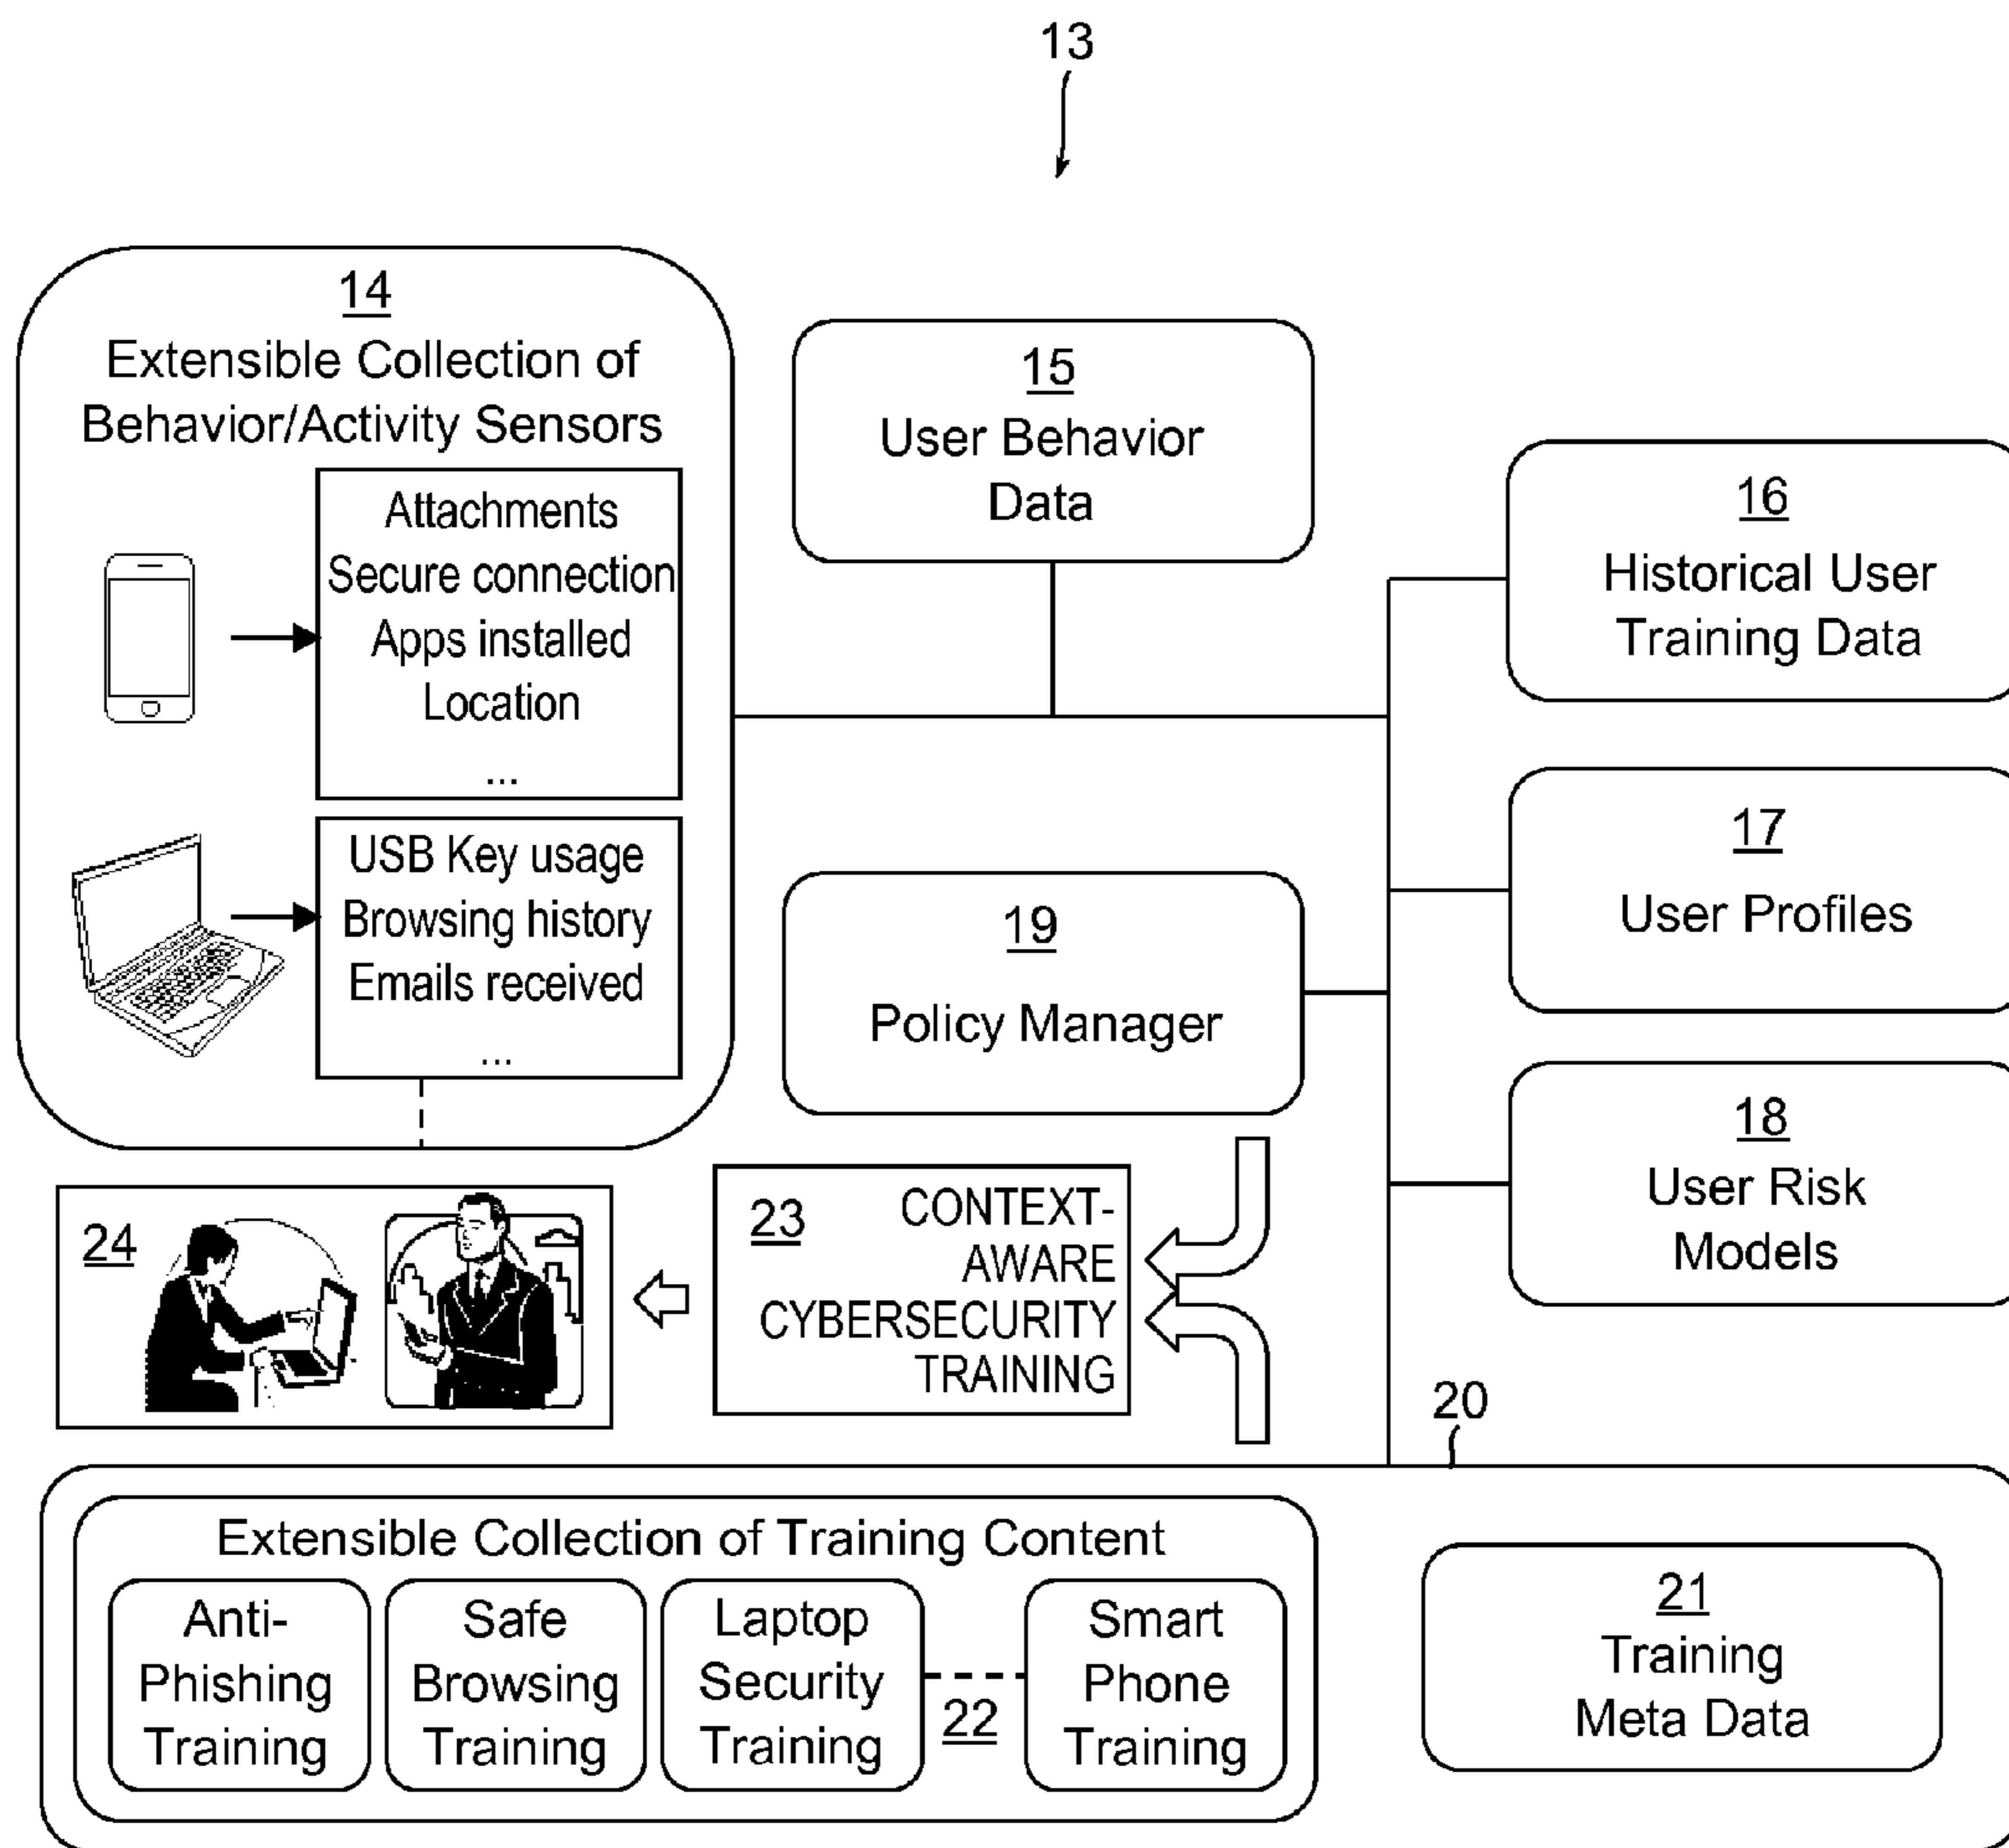 13
14
Extensible Collection of
Behavior/Activity Sensors
Attachments
Secure connection
Apps installed
Location
...
USB Key usage
Browsing history
Emails received
...
15
User Behavior
Data
16
Historical User
Training Data
17
User Profiles
18
User Risk
Models
19
Policy Manager
23
CONTEXT-
AWARE
CYBERSECURITY
TRAINING
24
20
Extensible Collection of Training Content
Anti-
Phishing
Training
Safe
Browsing
Training
Laptop
Security
Training
22
Smart
Phone
Training
21
Training
Meta Data